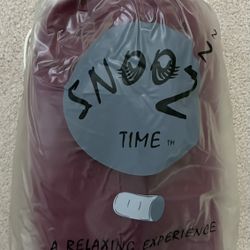 SNOOZ
z
z
TIME ™
A RELAXING EXPERIENCE